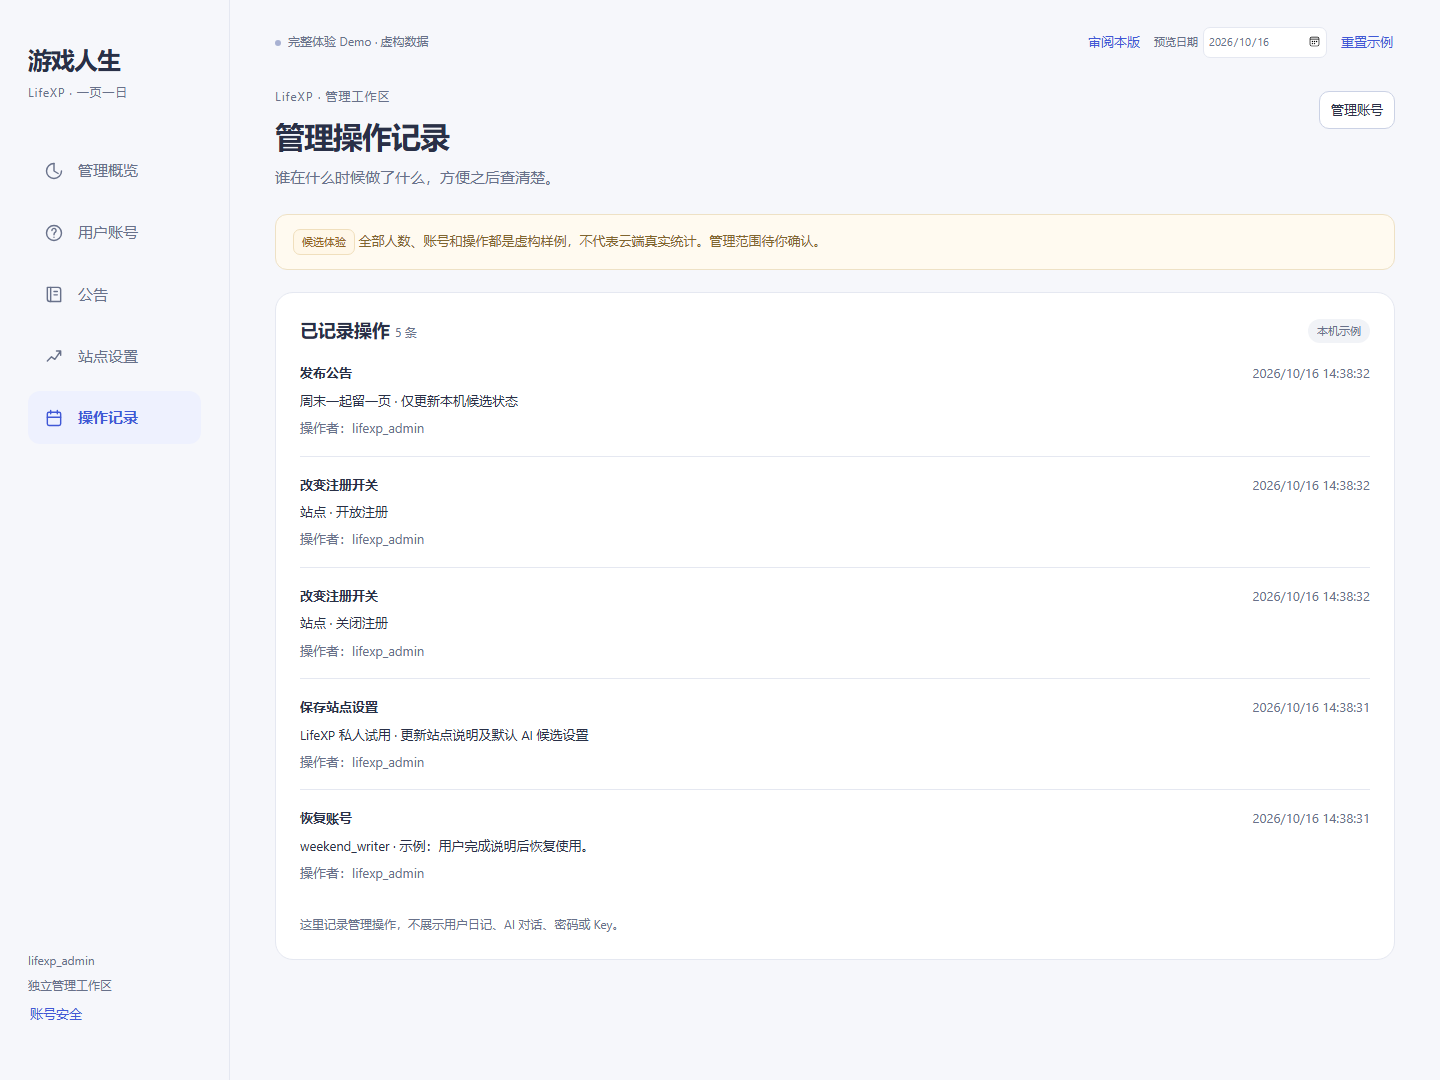 游戏人生
LifeXP · 一页一日
管理概览
用户账号
公告
站点设置
操作记录
lifexp_admin
独立管理工作区
账号安全
完整体验 Demo · 虚构数据
审阅本版
预览日期
2026/10/16
重置示例
LifeXP · 管理工作区
管理操作记录
谁在什么时候做了什么，方便之后查清楚。
管理账号
候选体验 全部人数、账号和操作都是虚构样例，不代表云端真实统计。管理范围待你确认。
已记录操作 5 条
本机示例
发布公告 2026/10/16 14:38:32
周末一起留一页 · 仅更新本机候选状态
操作者：lifexp_admin
改变注册开关 2026/10/16 14:38:32
站点 · 开放注册
操作者：lifexp_admin
改变注册开关 2026/10/16 14:38:32
站点 · 关闭注册
操作者：lifexp_admin
保存站点设置 2026/10/16 14:38:31
LifeXP 私人试用 · 更新站点说明及默认 AI 候选设置
操作者：lifexp_admin
恢复账号 2026/10/16 14:38:31
weekend_writer · 示例：用户完成说明后恢复使用。
操作者：lifexp_admin
这里记录管理操作，不展示用户日记、AI 对话、密码或 Key。